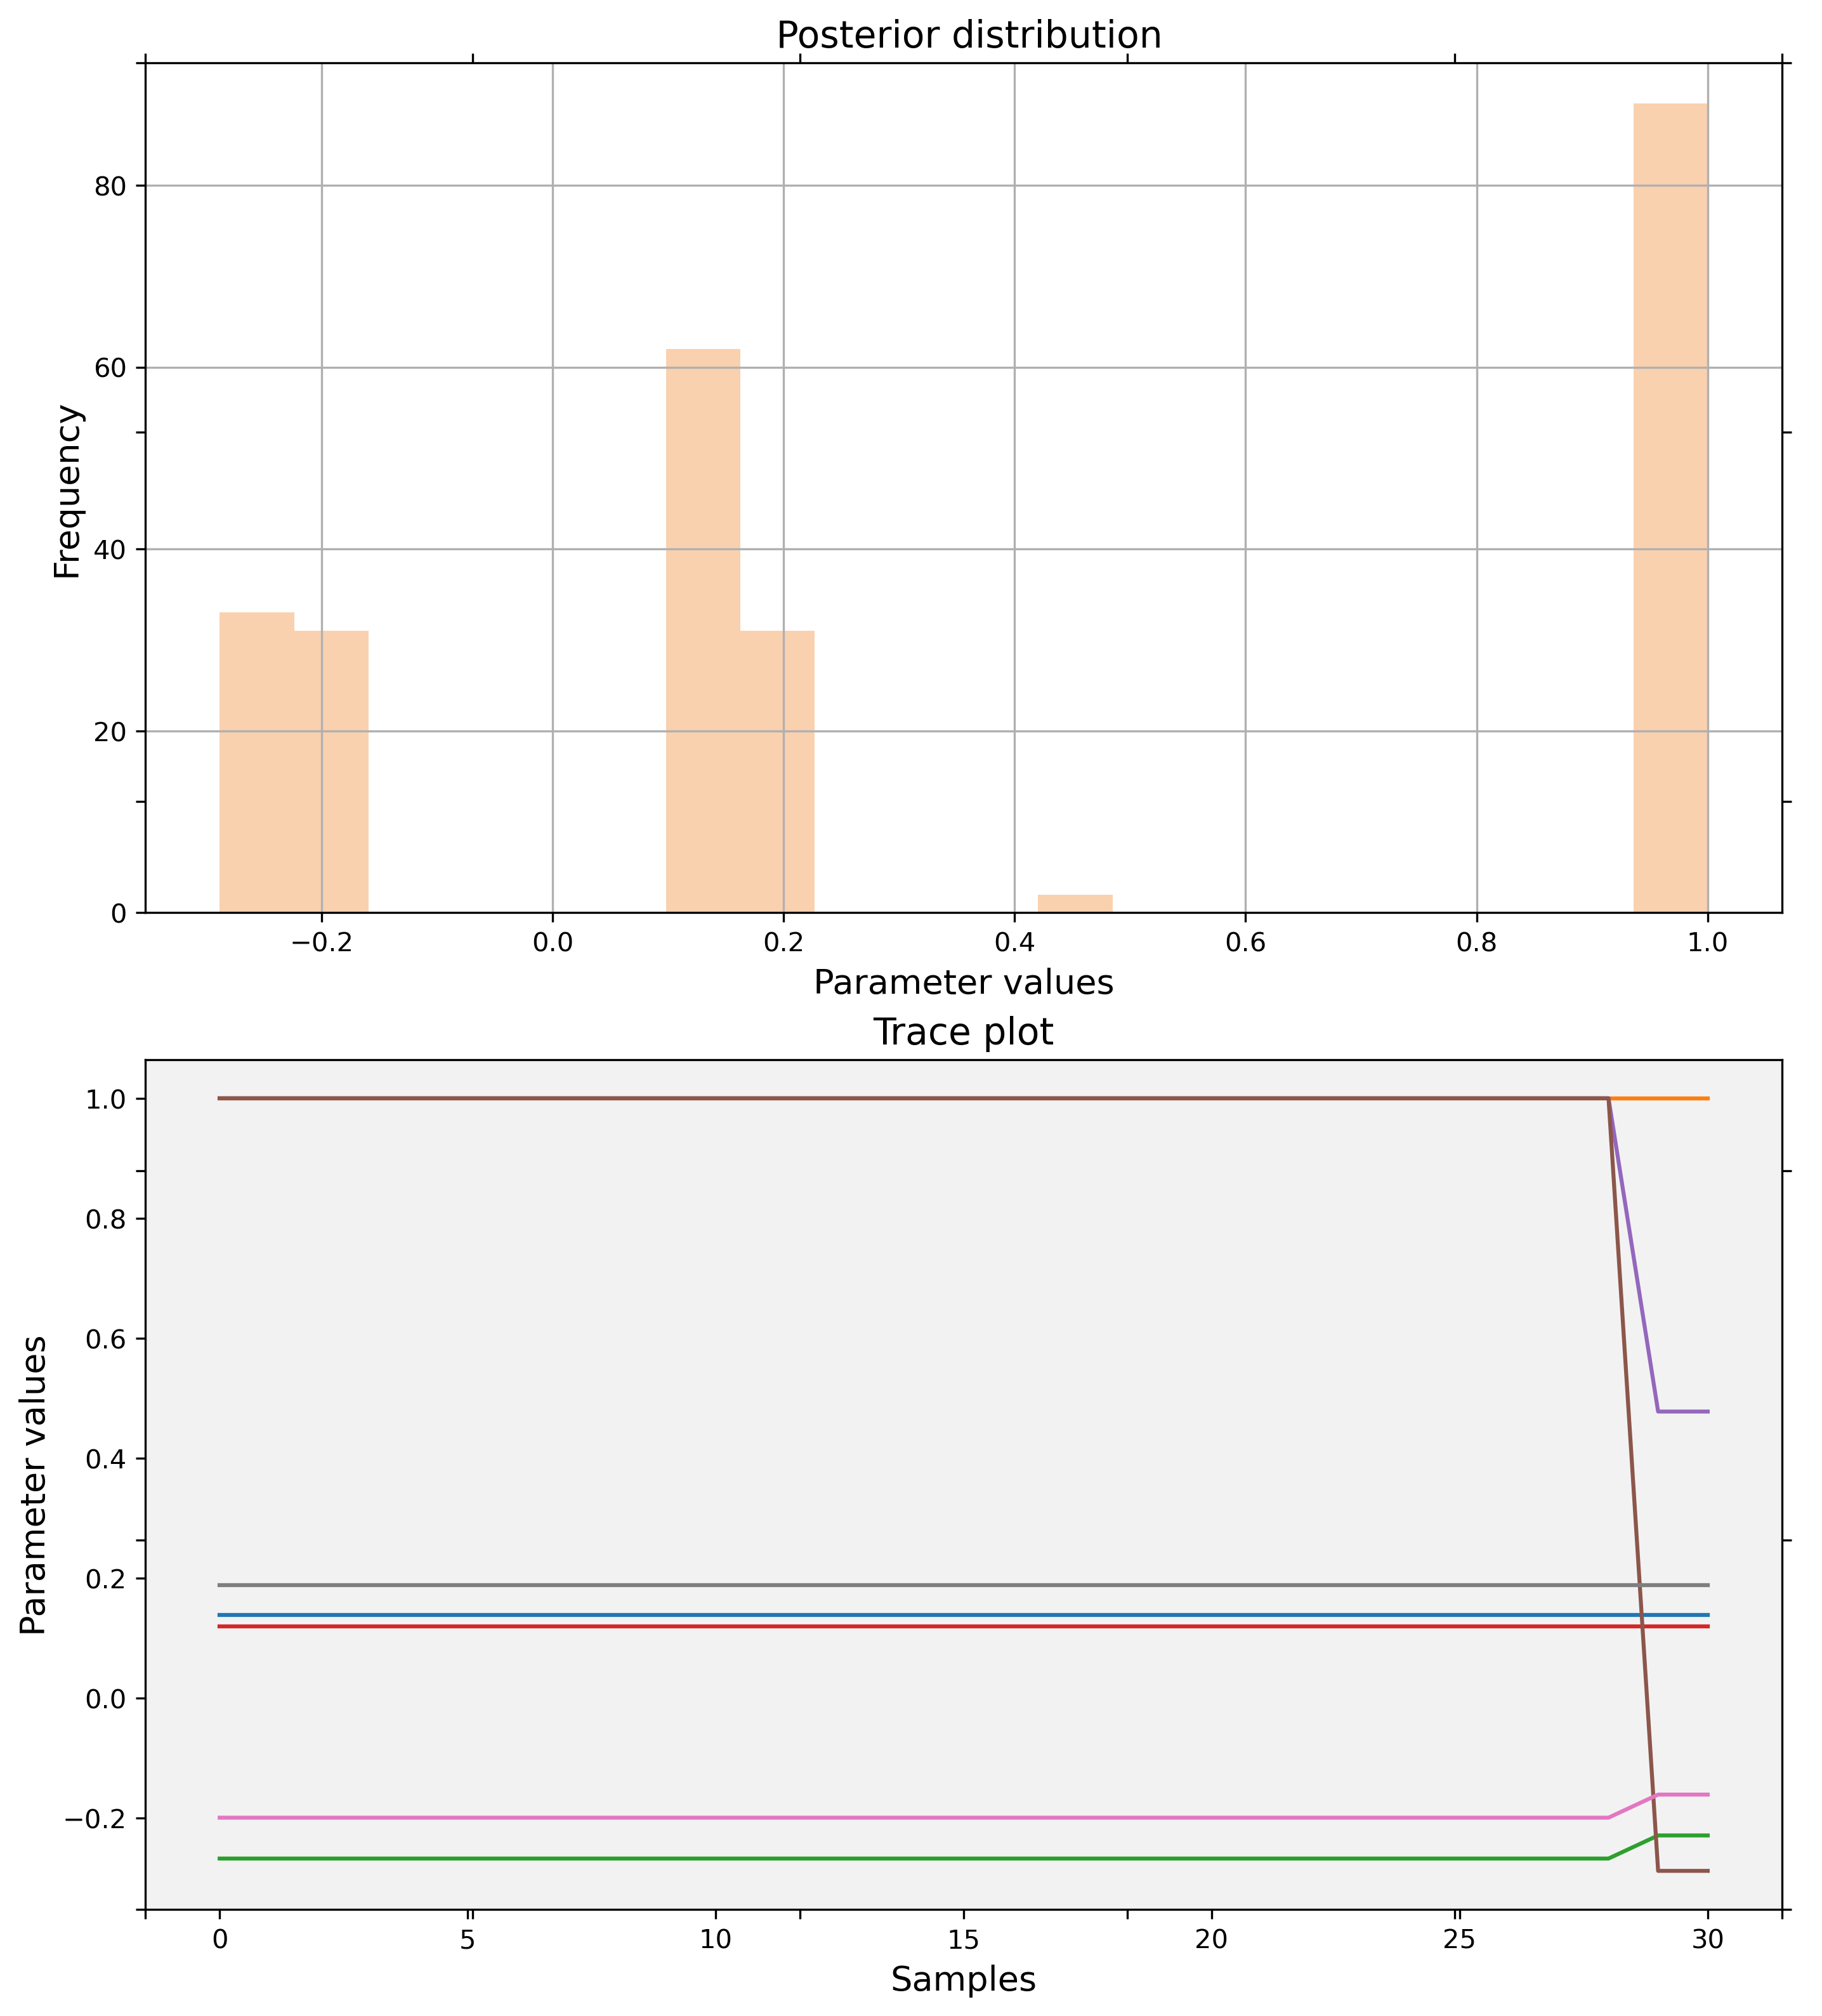 Posterior distribution
80
60
40
20
0
Frequency
−0.2 0.0 0.2 0.4 0.6 0.8 1.0
Parameter values
Trace plot
1.0
0.8
0.6
0.4
0.2
0.0
−0.2
Parameter values
0 5 10 15 20 25 30
Samples